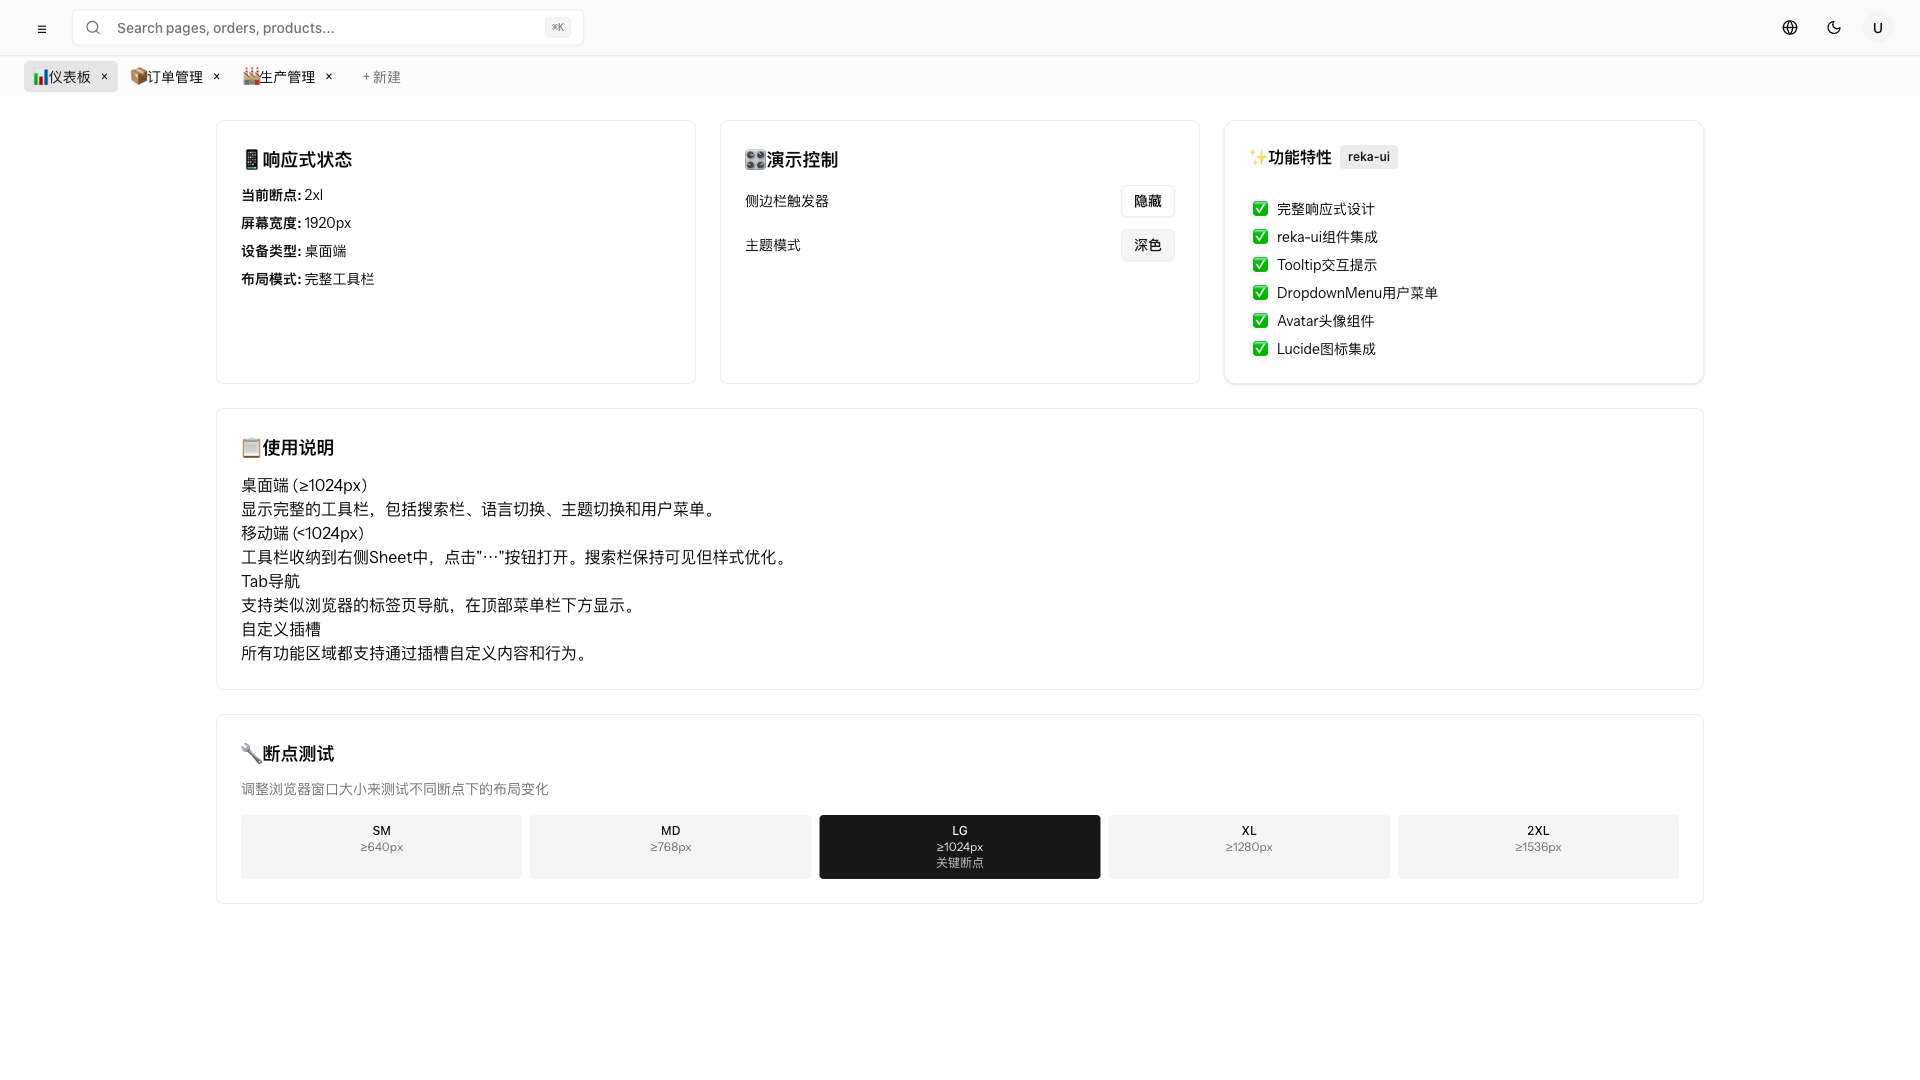 Search pages, orders, products...
⌘K
U
仪表板 ×
订单管理 ×
生产管理 ×
+ 新建
响应式状态
当前断点: 2xl
屏幕宽度: 1920px
设备类型: 桌面端
布局模式: 完整工具栏
演示控制
侧边栏触发器
隐藏
主题模式
深色
功能特性
reka-ui
完整响应式设计
reka-ui组件集成
Tooltip交互提示
DropdownMenu用户菜单
Avatar头像组件
Lucide图标集成
使用说明
桌面端 (≥1024px)
显示完整的工具栏，包括搜索栏、语言切换、主题切换和用户菜单。
移动端 (<1024px)
工具栏收纳到右侧Sheet中，点击"⋯"按钮打开。搜索栏保持可见但样式优化。
Tab导航
支持类似浏览器的标签页导航，在顶部菜单栏下方显示。
自定义插槽
所有功能区域都支持通过插槽自定义内容和行为。
断点测试
调整浏览器窗口大小来测试不同断点下的布局变化
SM
≥640px
MD
≥768px
LG
≥1024px
关键断点
XL
≥1280px
2XL
≥1536px